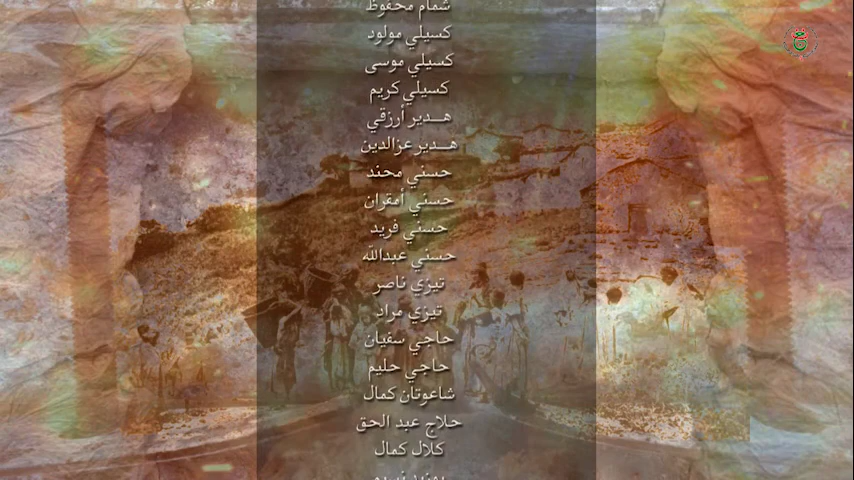 شمام محفوظ
كسيلي مولود
كسيلي موسى
كسيلي كريم
هدير أرزقي
هدير عزالدين
حسني محند
حسني أمقران
حسني فريد
حسني عبدالله
تيزي ناصر
تيزي مراد
حاجي سفيان
حاجي حليم
شاعوتان كمال
حلاج عبد الحق
كلال كمال